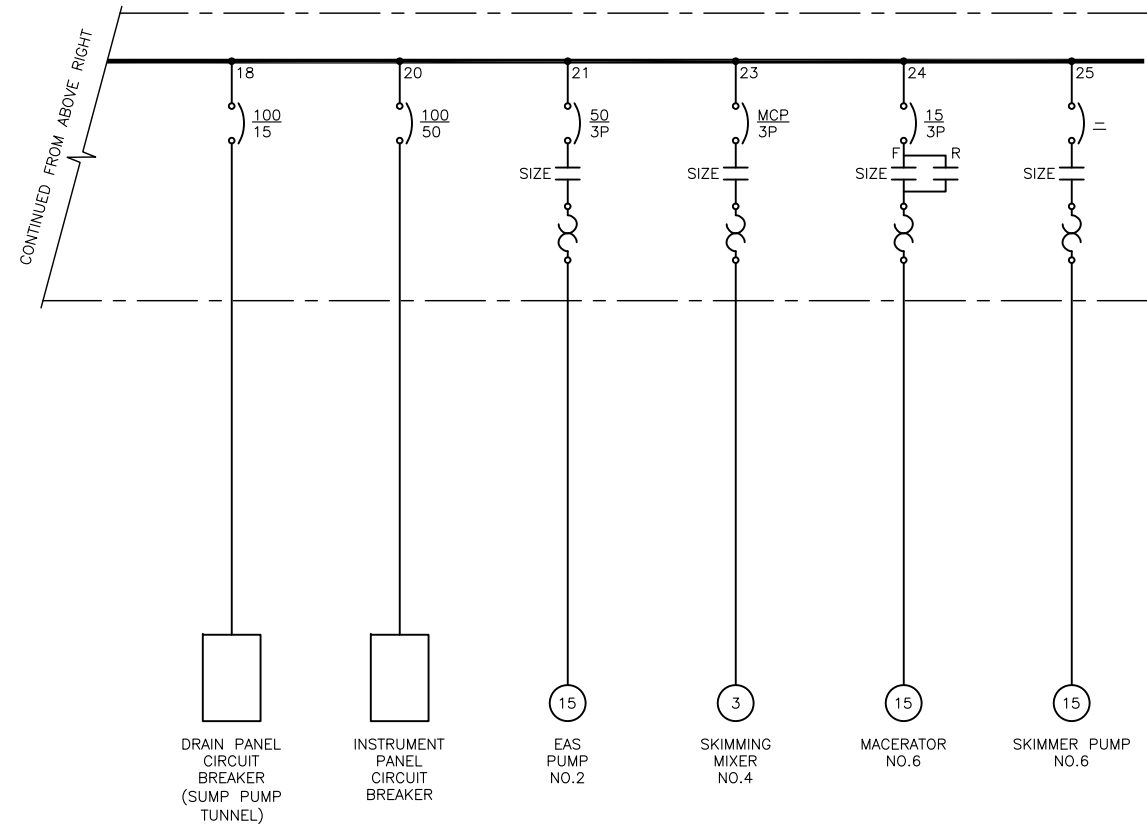 CONTINUED FROM ABOVE RIGHT
18
20
21
23
24
25
100
15
100
50
50
3P
MCP
3P
15
3P
F
R
SIZE
SIZE
SIZE
SIZE
15
3
15
15
DRAIN PANEL
CIRCUIT
BREAKER
(SUMP PUMP
TUNNEL)
INSTRUMENT
PANEL
CIRCUIT
BREAKER
EAS
PUMP
NO.2
SKIMMING
MIXER
NO.4
MACERATOR
NO.6
SKIMMER PUMP
NO.6